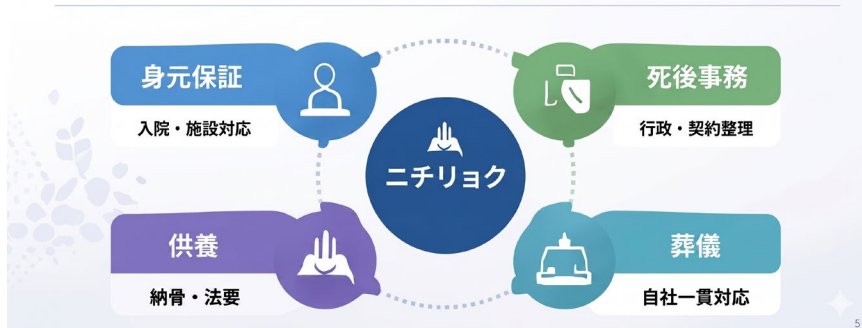 身元保証
入院・施設対応
死後事務
行政・契約整理
ニチリョク
供養
納骨・法要
葬儀
自社一貫対応
5